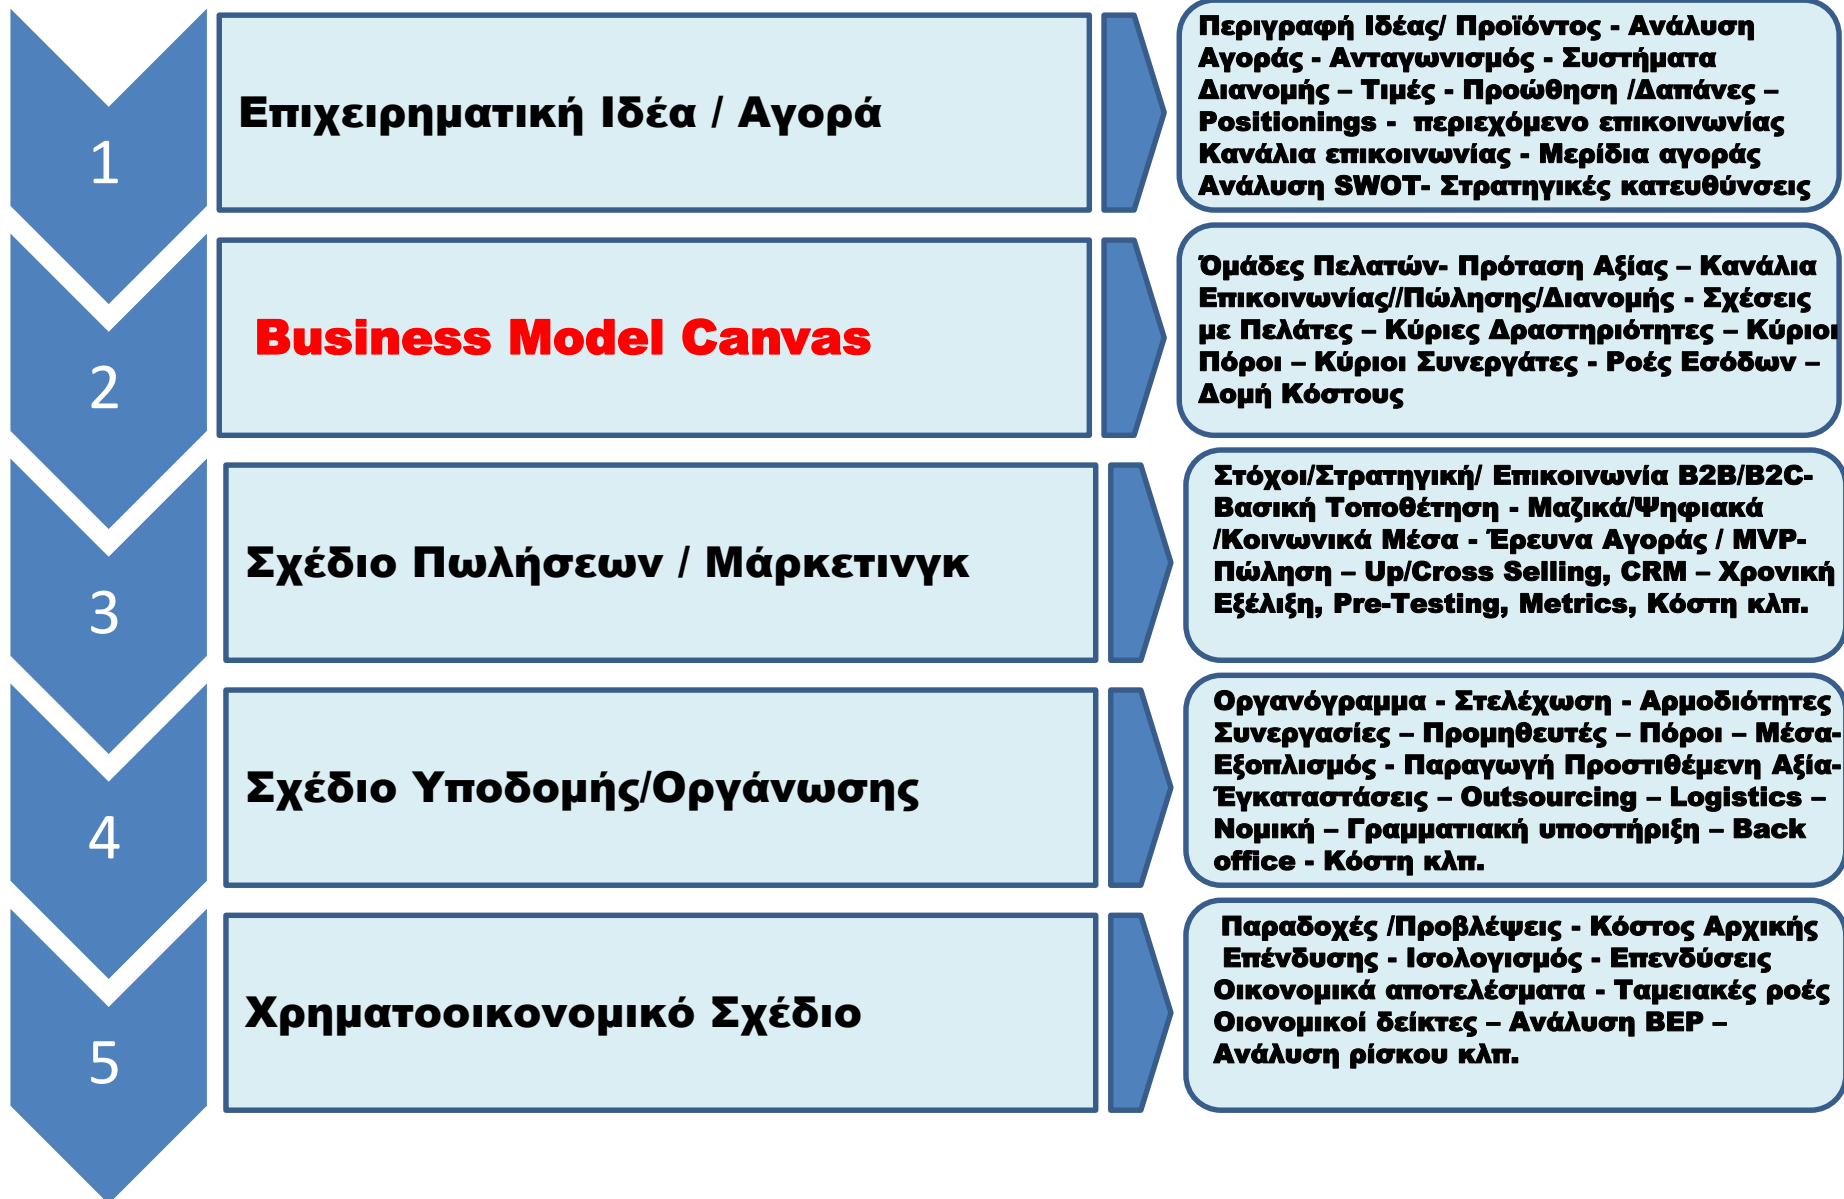 1
Επιχειρηματική Ιδέα / Αγορά
Περιγραφή Ιδέας/ Προϊόντος - Ανάλυση
Αγοράς - Ανταγωνισμός - Συστήματα
Διανομής – Τιμές - Προώθηση /Δαπάνες –
Positionings - περιεχόμενο επικοινωνίας
Κανάλια επικοινωνίας - Μερίδια αγοράς
Ανάλυση SWOT- Στρατηγικές κατευθύνσεις
2
Business Model Canvas
Όμάδες Πελατών- Πρόταση Αξίας – Κανάλια
Επικοινωνίας//Πώλησης/Διανομής - Σχέσεις
με Πελάτες – Κύριες Δραστηριότητες – Κύριοι
Πόροι – Κύριοι Συνεργάτες - Ροές Εσόδων –
Δομή Κόστους
3
Σχέδιο Πωλήσεων / Μάρκετινγκ
Στόχοι/Στρατηγική/ Επικοινωνία B2B/B2C-
Βασική Τοποθέτηση - Μαζικά/Ψηφιακά
/Κοινωνικά Μέσα - Έρευνα Αγοράς / MVP-
Πώληση – Up/Cross Selling, CRM – Χρονική
Εξέλιξη, Pre-Testing, Metrics, Κόστη κλπ.
4
Σχέδιο Υποδομής/Οργάνωσης
Οργανόγραμμα - Στελέχωση - Αρμοδιότητες
Συνεργασίες – Προμηθευτές – Πόροι – Μέσα-
Εξοπλισμός - Παραγωγή Προστιθέμενη Αξία-
Έγκαταστάσεις – Outsourcing – Logistics –
Νομική – Γραμματιακή υποστήριξη – Back
office - Κόστη κλπ.
5
Χρηματοοικονομικό Σχέδιο
Παραδοχές /Προβλέψεις - Κόστος Αρχικής
Επένδυσης - Ισολογισμός - Επενδύσεις
Οικονομικά αποτελέσματα - Ταμειακές ροές
Οιονομικοί δείκτες – Ανάλυση BEP –
Ανάλυση ρίσκου κλπ.